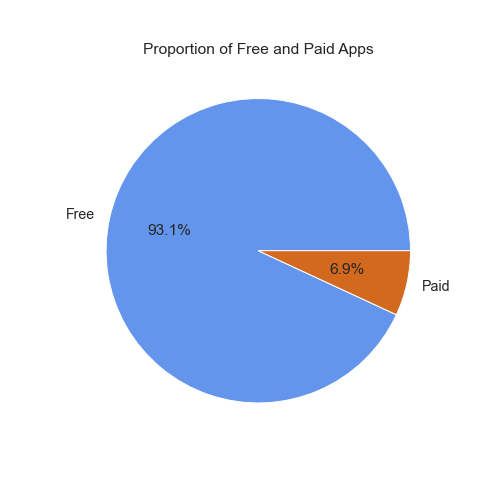 Proportion of Free and Paid Apps
Free
93.1%
6.9%
Paid